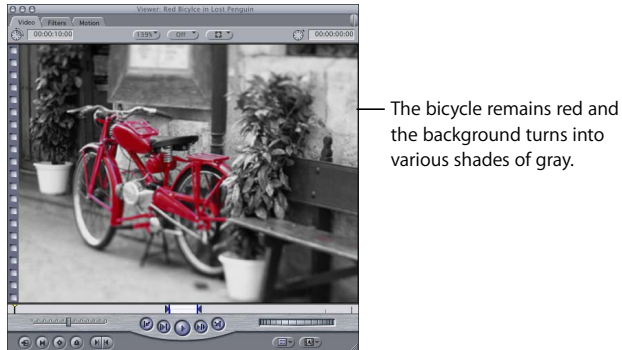 Viewer: Red Bicylce in Lost Penguin
Video Filters Motion
00:00:10:00 139% Off 00:00:00:00
The bicycle remains red and
the background turns into
various shades of gray.